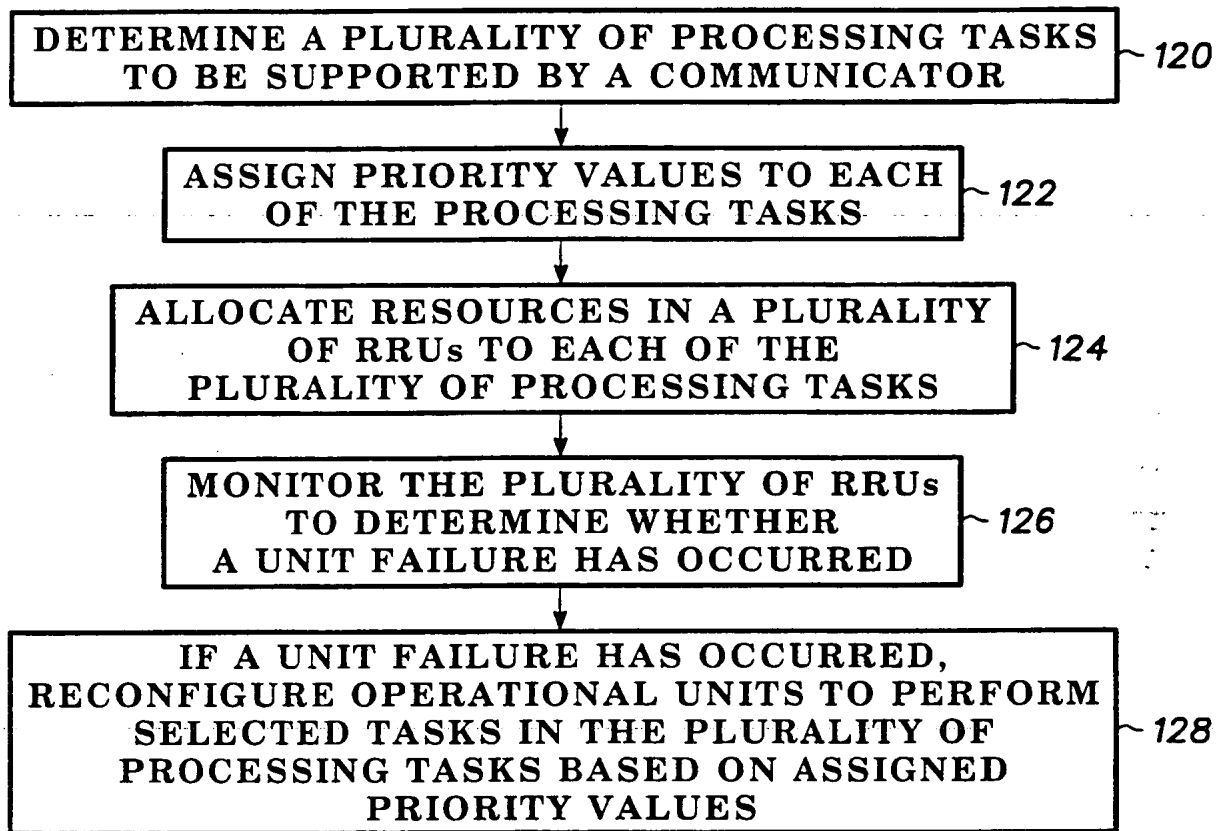 DETERMINE A PLURALITY OF PROCESSING TASKS
TO BE SUPPORTED BY A COMMUNICATOR
120
ASSIGN PRIORITY VALUES TO EACH
OF THE PROCESSING TASKS
122
ALLOCATE RESOURCES IN A PLURALITY
OF RRUs TO EACH OF THE
PLURALITY OF PROCESSING TASKS
124
MONITOR THE PLURALITY OF RRUs
TO DETERMINE WHETHER
A UNIT FAILURE HAS OCCURRED
126
IF A UNIT FAILURE HAS OCCURRED,
RECONFIGURE OPERATIONAL UNITS TO PERFORM
SELECTED TASKS IN THE PLURALITY OF
PROCESSING TASKS BASED ON ASSIGNED
PRIORITY VALUES
128